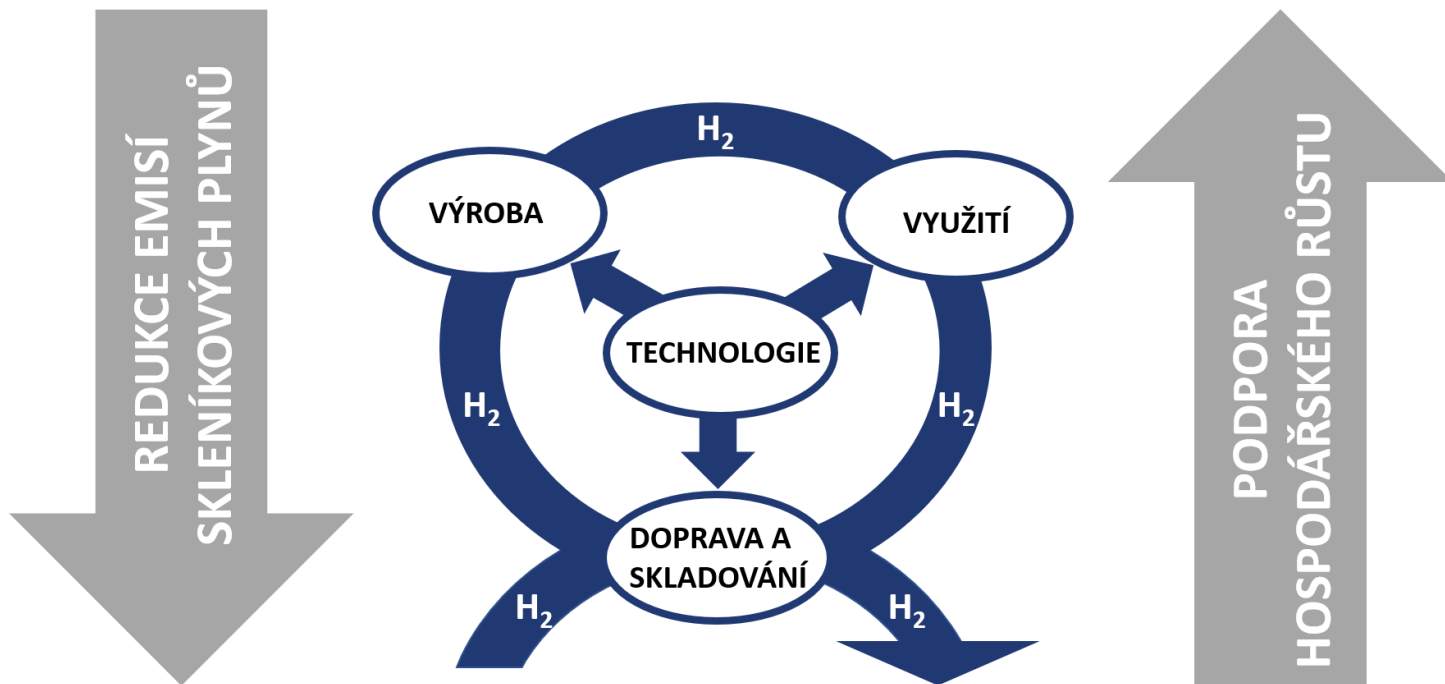 REDUKCE EMISÍ
SKLENÍKOVÝCH PLYNŮ
H₂
VÝROBA
VYUŽITÍ
TECHNOLOGIE
H₂
H₂
DOPRAVA A
SKLADOVÁNÍ
H₂
H₂
PODPORA
HOSPODÁŘSKÉHO RŮSTU